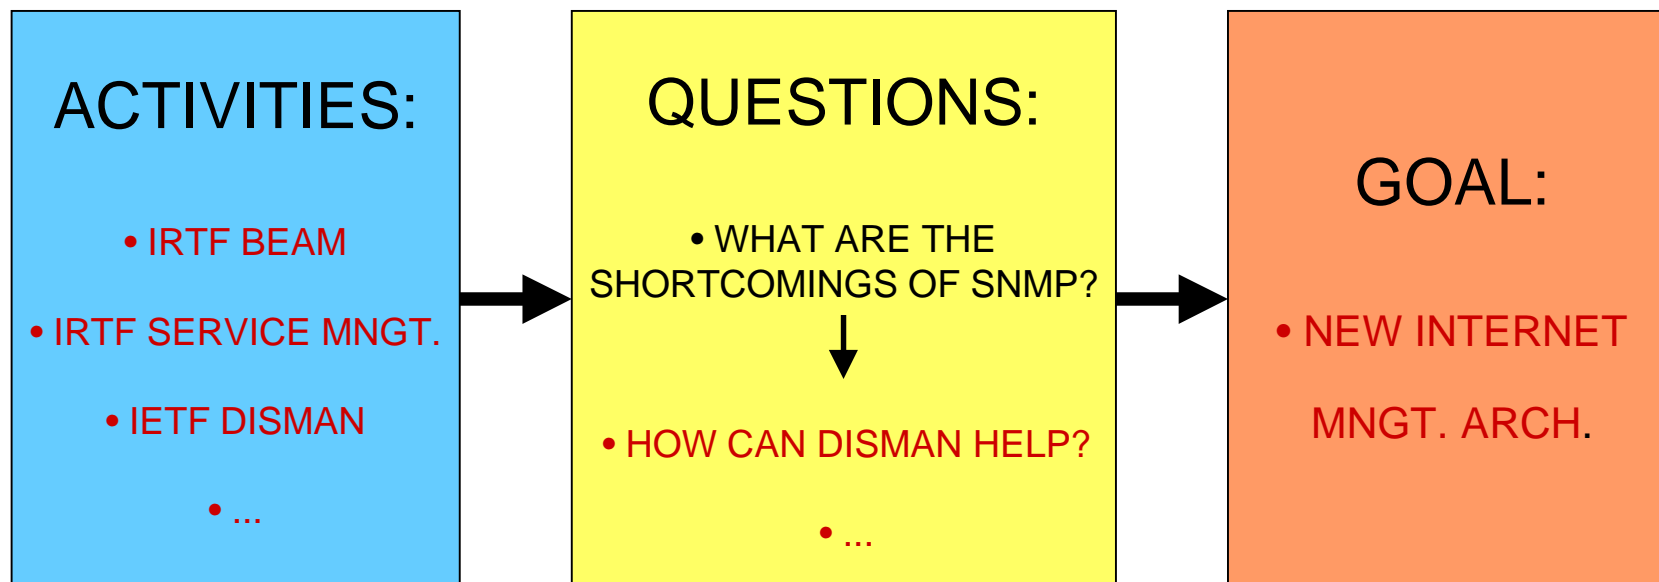 ACTIVITIES:
• IRTF BEAM
• IRTF SERVICE MNGT.
• IETF DISMAN
• ...
QUESTIONS:
• WHAT ARE THE
SHORTCOMINGS OF SNMP?
• HOW CAN DISMAN HELP?
• ...
GOAL:
• NEW INTERNET
MNGT. ARCH.